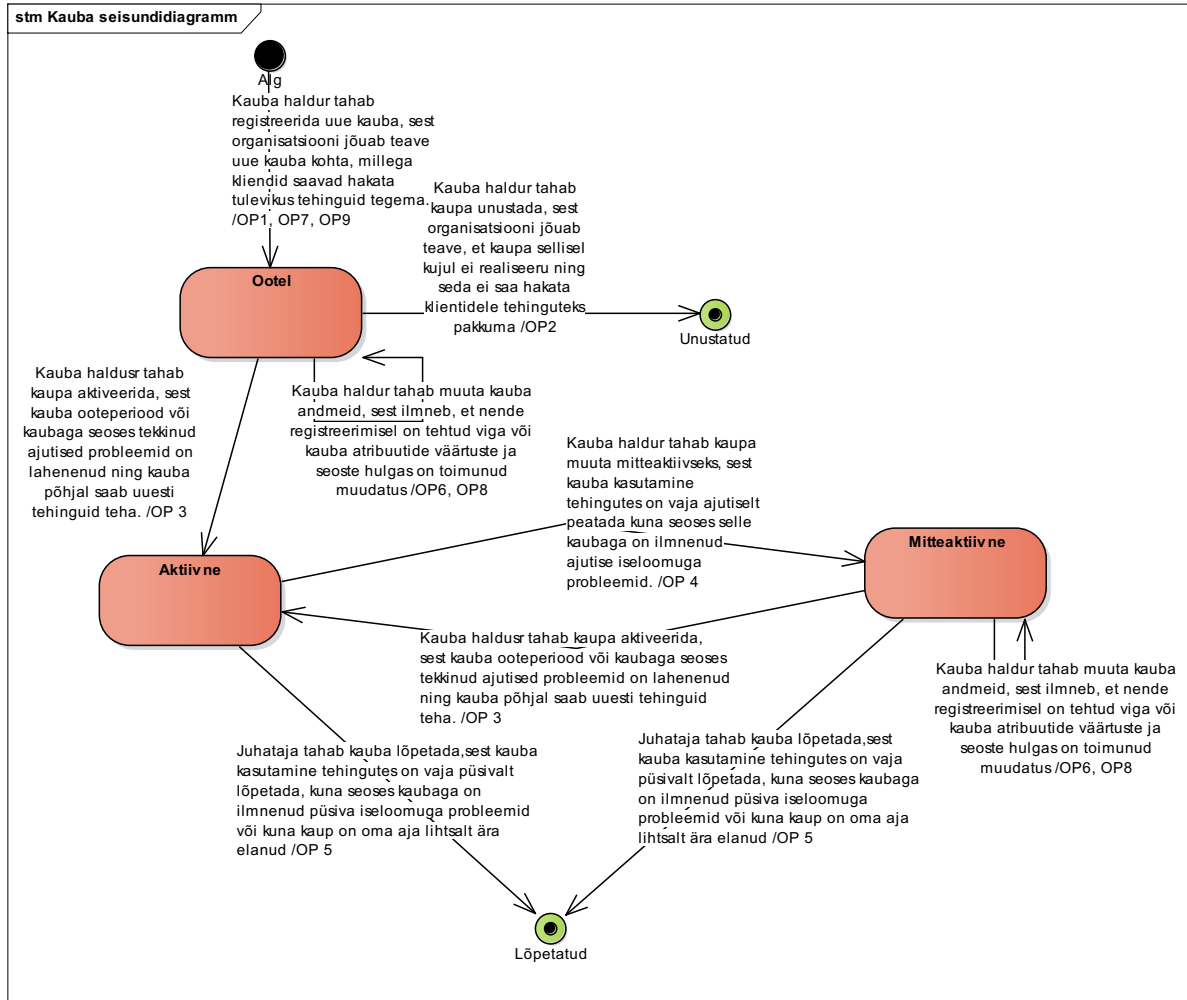 stm Kauba seisundidiagramm
Alg
Kauba haldur tahab
registreerida uue kauba, sest
organisatsiooni jõuab teave
uue kauba kohta, millega
kliendid saavad hakata
tulevikus tehinguid tegema.
/OP1, OP7, OP9
Kauba haldur tahab
kaupa unustada, sest
organisatsiooni jõuab
teave, et kaupa sellisel
kujul ei realiseeru ning
seda ei saa hakata
klientidele tehinguteks
pakkuma /OP2
Ootel
Unustatud
Kauba haldusr tahab
kaupa aktiveerida, sest
kauba ooteperiood või
kaubaga seoses tekkinud
ajutised probleemid on
lahenenud ning kauba
põhjal saab uuesti
tehinguid teha. /OP 3
Kauba haldur tahab muuta kauba
andmeid, sest ilmneb, et nende
registreerimisel on tehtud viga või
kauba atribuutide väärtuste ja
seoste hulgas on toimunud
muudatus /OP6, OP8
Kauba haldur tahab kaupa
muuta mitteaktiivseks, sest
kauba kasutamine
tehingutes on vaja ajutiselt
peatada kuna seoses selle
kaubaga on ilmnenud
ajutise iseloomuga
probleemid. /OP 4
Aktiivne
Mitteaktiivne
Kauba haldusr tahab kaupa aktiveerida,
sest kauba ooteperiood või kaubaga seoses
tekkinud ajutised probleemid on lahenenud
ning kauba põhjal saab uuesti tehinguid
teha. /OP 3
Kauba haldur tahab muuta kauba
andmeid, sest ilmneb, et nende
registreerimisel on tehtud viga või
kauba atribuutide väärtuste ja
seoste hulgas on toimunud
muudatus /OP6, OP8
Juhataja tahab kauba lõpetada,sest kauba
kasutamine tehingutes on vaja püsivalt
lõpetada, kuna seoses kaubaga on
ilmnenud püsiva iseloomuga probleemid
või kuna kaup on oma aja lihtsalt ära
elanud /OP 5
Juhataja tahab kauba lõpetada,sest
kauba kasutamine tehingutes on vaja
püsivalt lõpetada, kuna seoses kaubaga
on ilmnenud püsiva iseloomuga
probleemid või kuna kaup on oma aja
lihtsalt ära elanud /OP 5
Lõpetatud